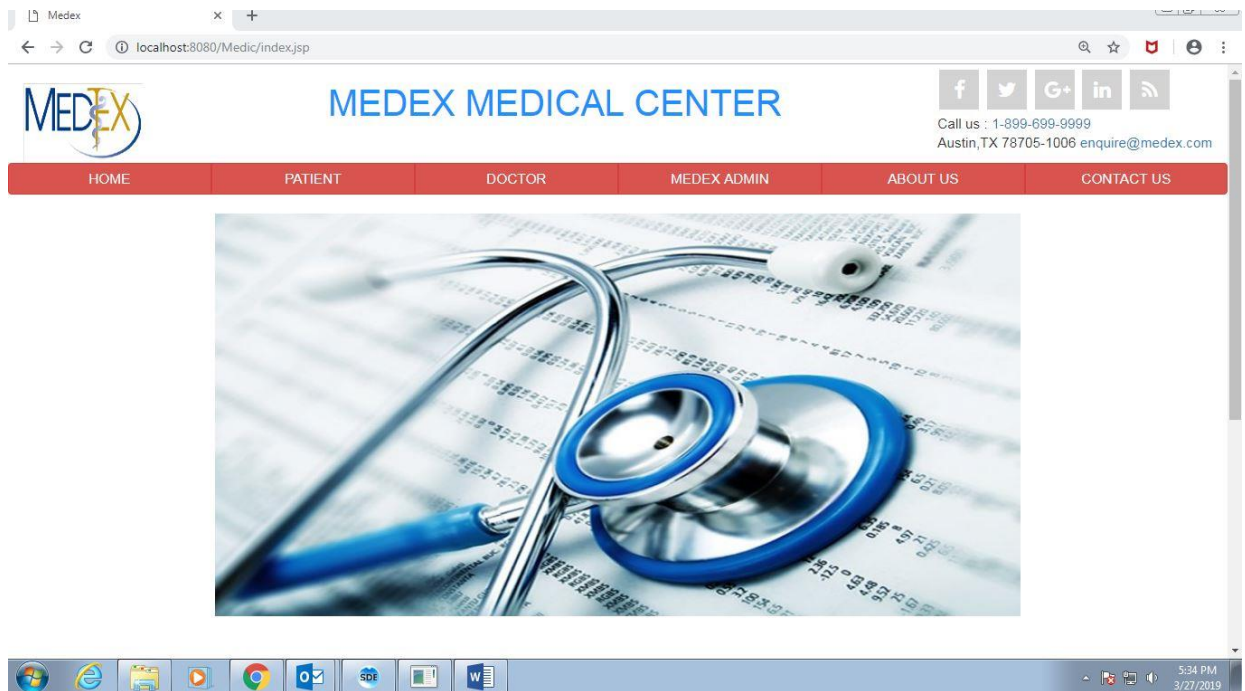 Medex
localhost:8080/Medic/index.jsp
MEDEX
MEDEX MEDICAL CENTER
f G+ in
Call us : 1-899-699-9999
Austin,TX 78705-1006 enquire@medex.com
HOME PATIENT DOCTOR MEDEX ADMIN ABOUT US CONTACT US
SDE
5:34 PM
3/27/2019